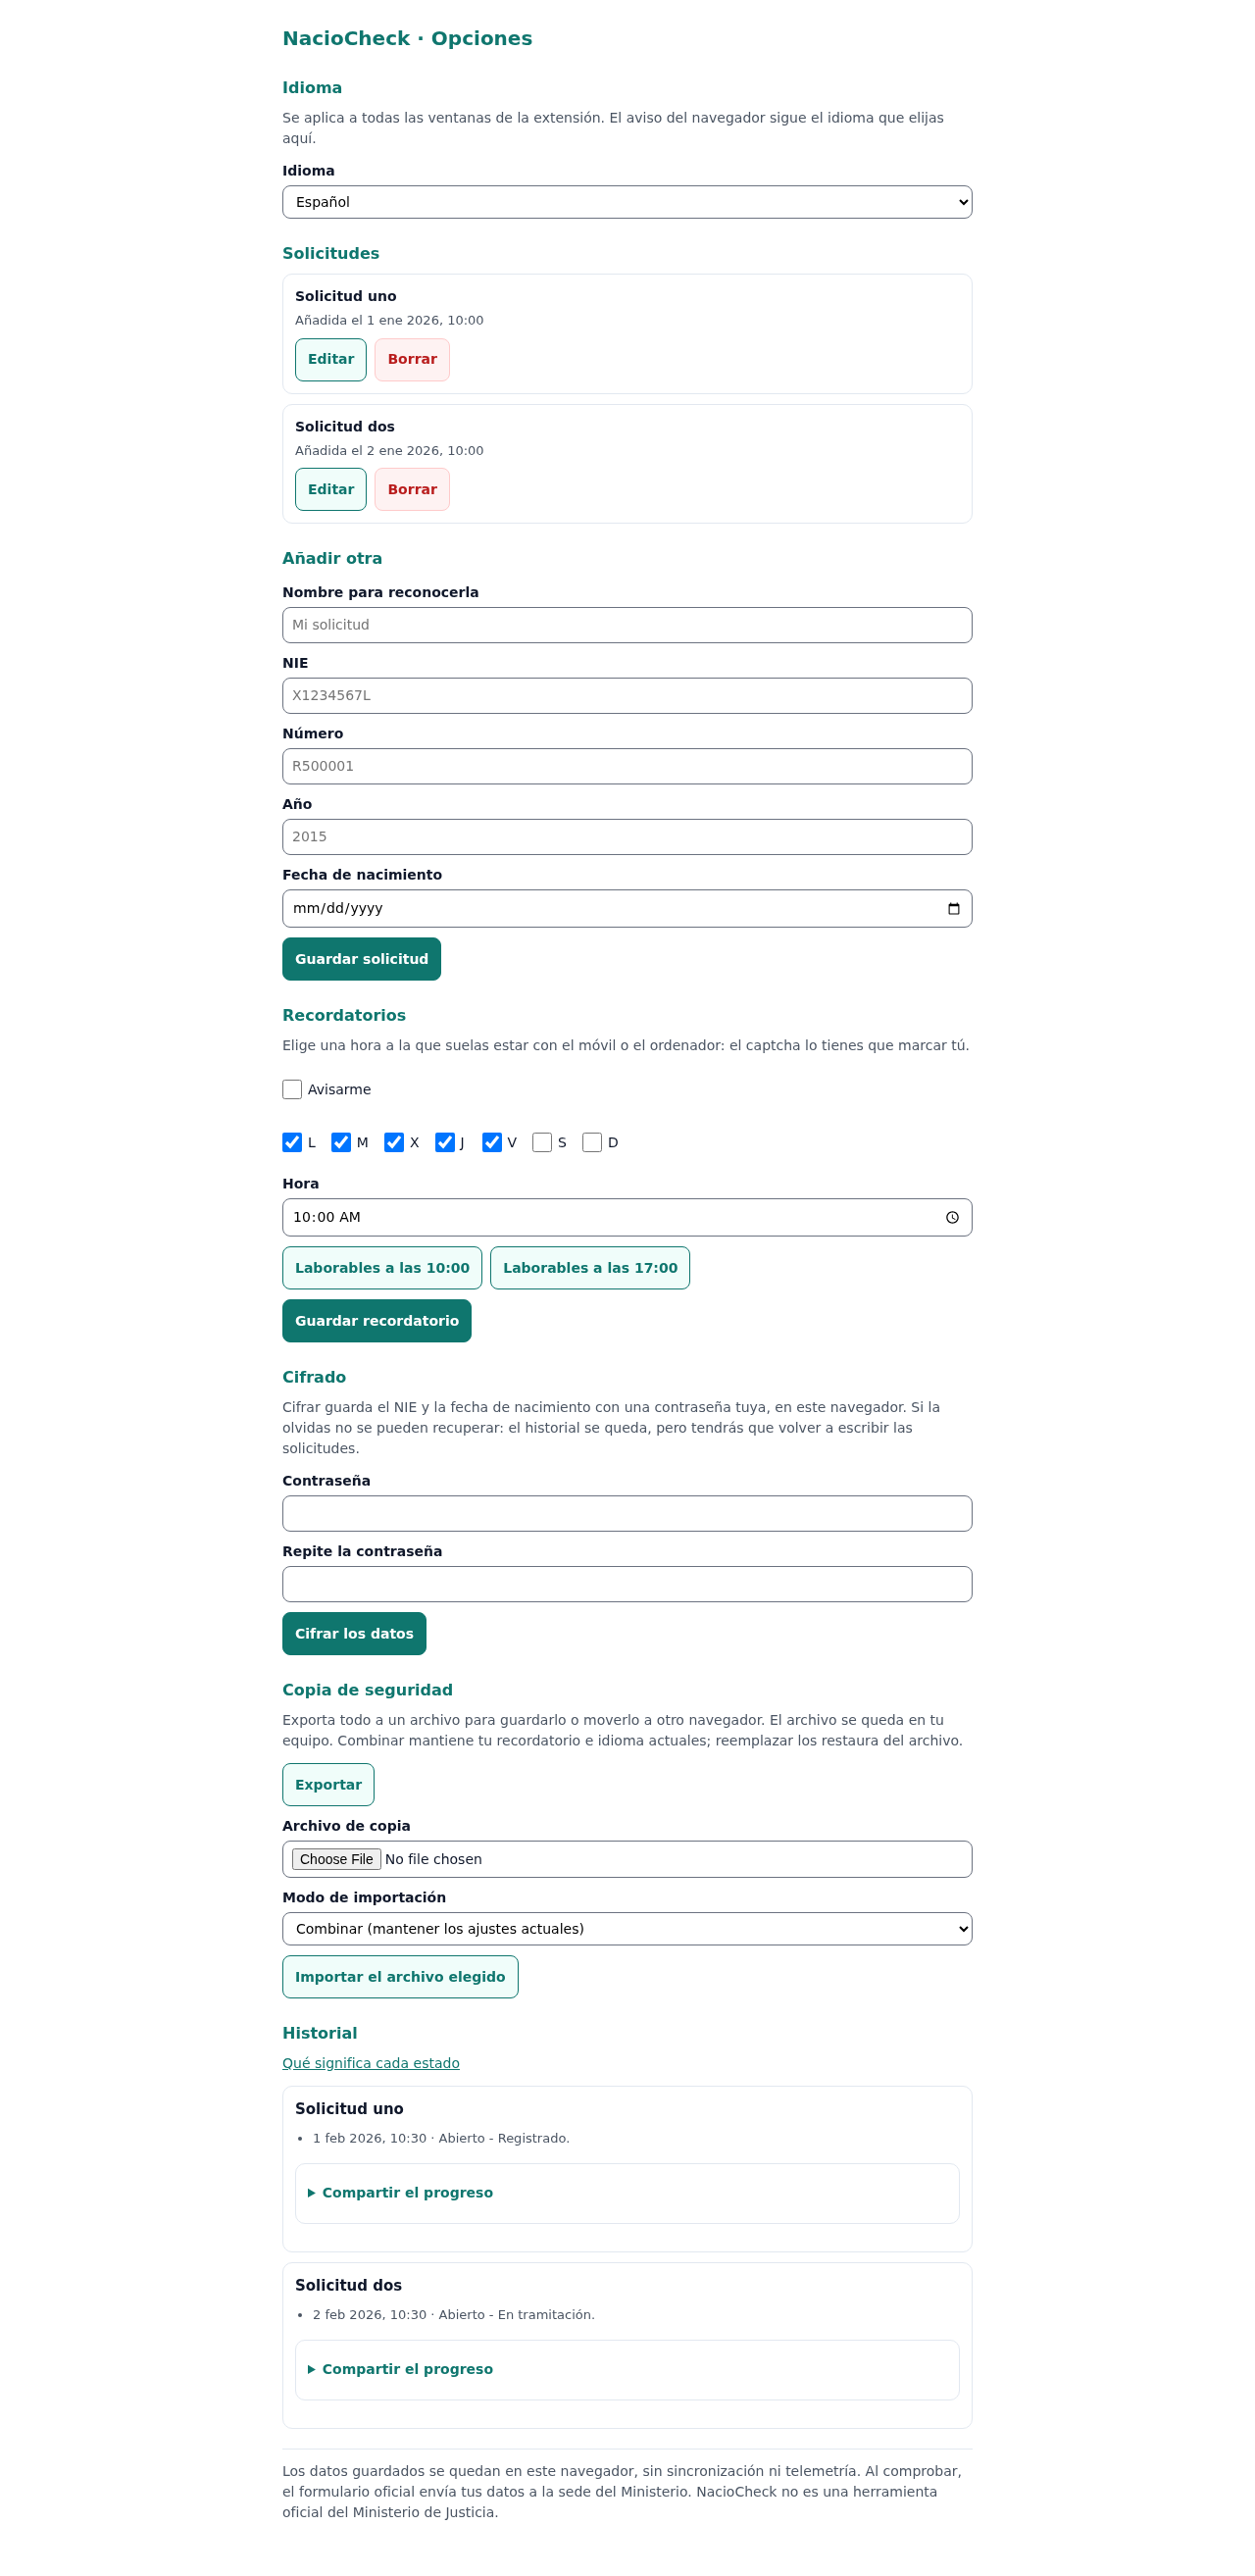 NacioCheck · Opciones
Idioma
Se aplica a todas las ventanas de la extensión. El aviso del navegador sigue el idioma que elijas
aquí.
Idioma
Español
Solicitudes
Solicitud uno
Añadida el 1 ene 2026, 10:00
Editar Borrar
Solicitud dos
Añadida el 2 ene 2026, 10:00
Editar Borrar
Añadir otra
Nombre para reconocerla
Mi solicitud
NIE
X1234567L
Número
R500001
Año
2015
Fecha de nacimiento
mm/dd/yyyy
Guardar solicitud
Recordatorios
Elige una hora a la que suelas estar con el móvil o el ordenador: el captcha lo tienes que marcar tú.
Avisarme
L M X J V S D
Hora
10:00 AM
Laborables a las 10:00 Laborables a las 17:00
Guardar recordatorio
Cifrado
Cifrar guarda el NIE y la fecha de nacimiento con una contraseña tuya, en este navegador. Si la
olvidas no se pueden recuperar: el historial se queda, pero tendrás que volver a escribir las
solicitudes.
Contraseña
Repite la contraseña
Cifrar los datos
Copia de seguridad
Exporta todo a un archivo para guardarlo o moverlo a otro navegador. El archivo se queda en tu
equipo. Combinar mantiene tu recordatorio e idioma actuales; reemplazar los restaura del archivo.
Exportar
Archivo de copia
Choose File No file chosen
Modo de importación
Combinar (mantener los ajustes actuales)
Importar el archivo elegido
Historial
Qué significa cada estado
Solicitud uno
• 1 feb 2026, 10:30 · Abierto - Registrado.
▶ Compartir el progreso
Solicitud dos
• 2 feb 2026, 10:30 · Abierto - En tramitación.
▶ Compartir el progreso
Los datos guardados se quedan en este navegador, sin sincronización ni telemetría. Al comprobar,
el formulario oficial envía tus datos a la sede del Ministerio. NacioCheck no es una herramienta
oficial del Ministerio de Justicia.